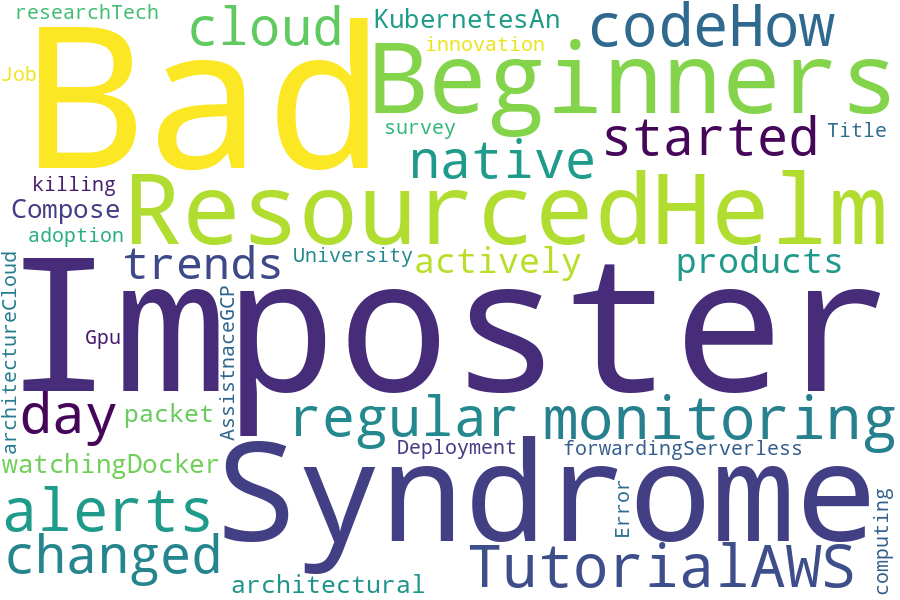 researchTech
cloud
KubernetesAn
codeHow
innovation
Job
Bad
Beginners
survey
started
Title
native
killing
ResourcedHelm
Compose
adoption
trends
University
actively
products
architectureCloud
Imposter
AssistnaceGCP
Gpu
day
packet
regular
monitoring
watchingDocker
Deployment
forwardingServerless
Syndrome
alerts
Error
computing
changed
TutorialAWS
architectural